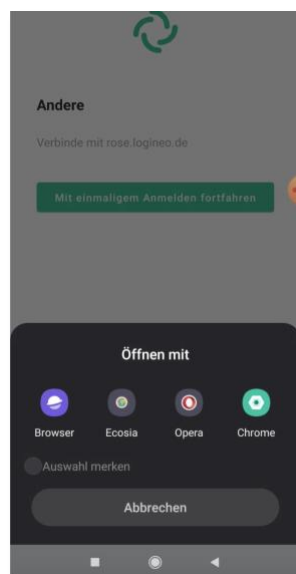 Andere
Verbinde mit rose.logineo.de
Mit einmaligem Anmelden fortfahren
Öffnen mit
Browser
Ecosia
Opera
Chrome
Auswahl merken
Abbrechen